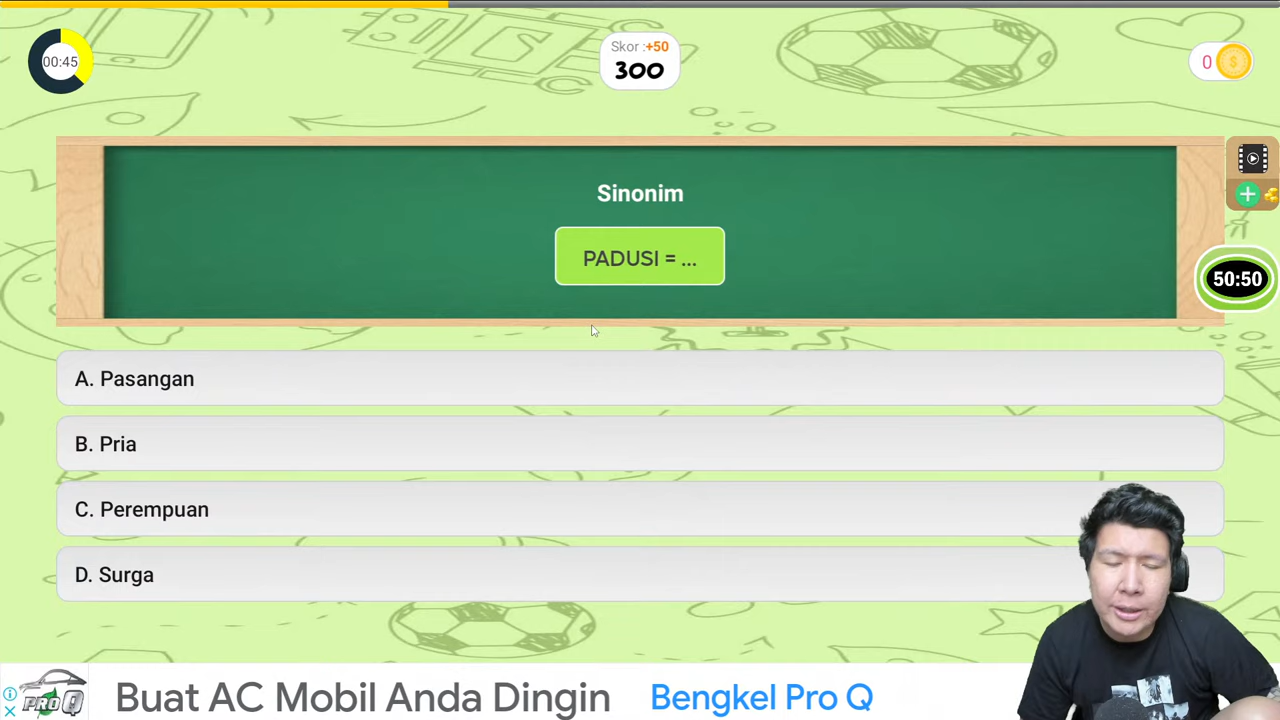 00:45
Skor :+50
300
0
Sinonim
PADUSI = ...
50:50
A. Pasangan
B. Pria
C. Perempuan
D. Surga
PRO Q
Buat AC Mobil Anda Dingin
Bengkel Pro Q